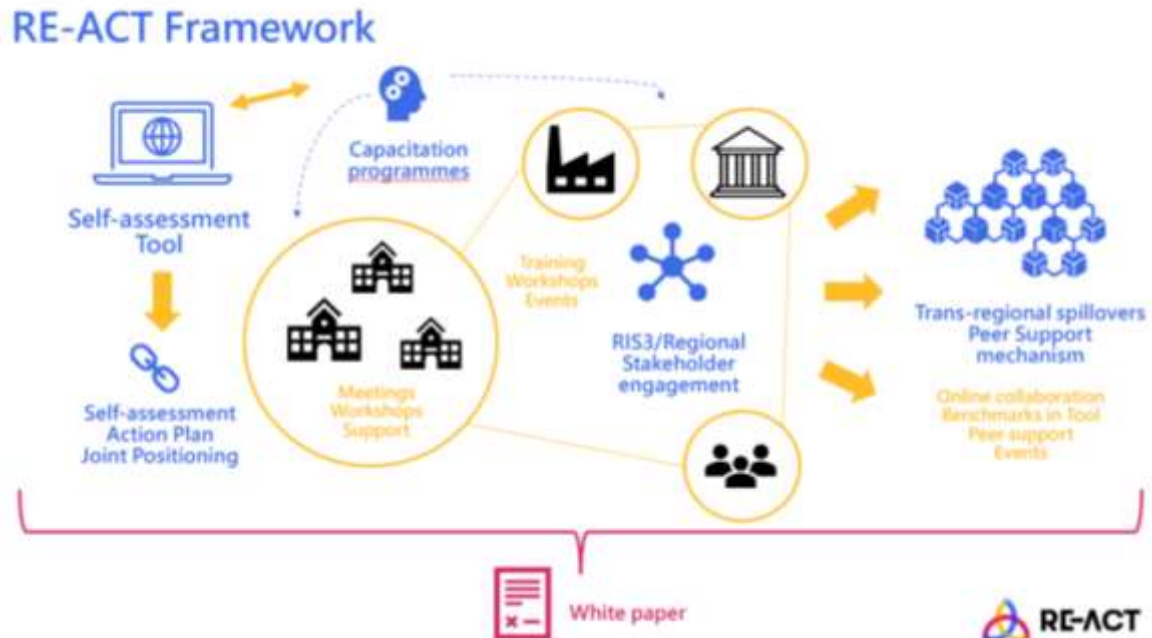 RE-ACT Framework
Capacitation
programmes
Self-assessment
Tool
Self-assessment
Action Plan
Joint Positioning
Meetings
Workshops
Support
Training
Workshops
Events
RIS3/Regional
Stakeholder
engagement
Trans-regional spillovers
Peer Support
mechanism
Online collaboration
Benchmarks in Tool
Peer support
Events
White paper
RE-ACT